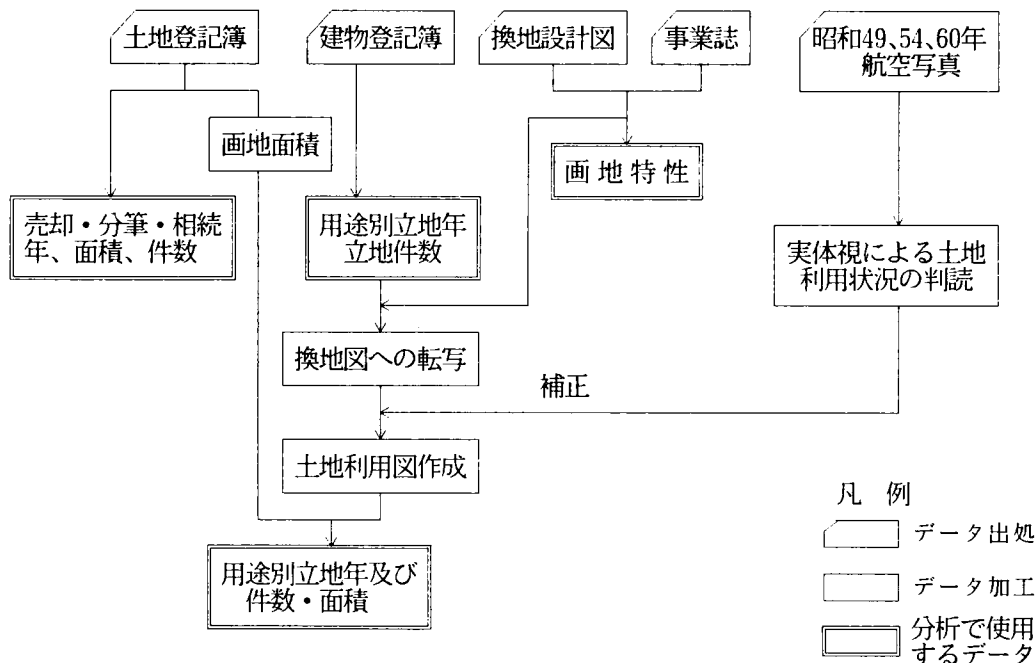 土地登記簿
建物登記簿
換地設計図
事業誌
昭和49、54、60年
航空写真
画地面積
画地特性
売却・分筆・相続
年、面積、件数
用途別立地年
立地件数
実体視による土地
利用状況の判読
換地図への転写
補正
土地利用図作成
用途別立地年及び
件数・面積
凡 例
データ出処
データ加工
分析で使用
するデータ